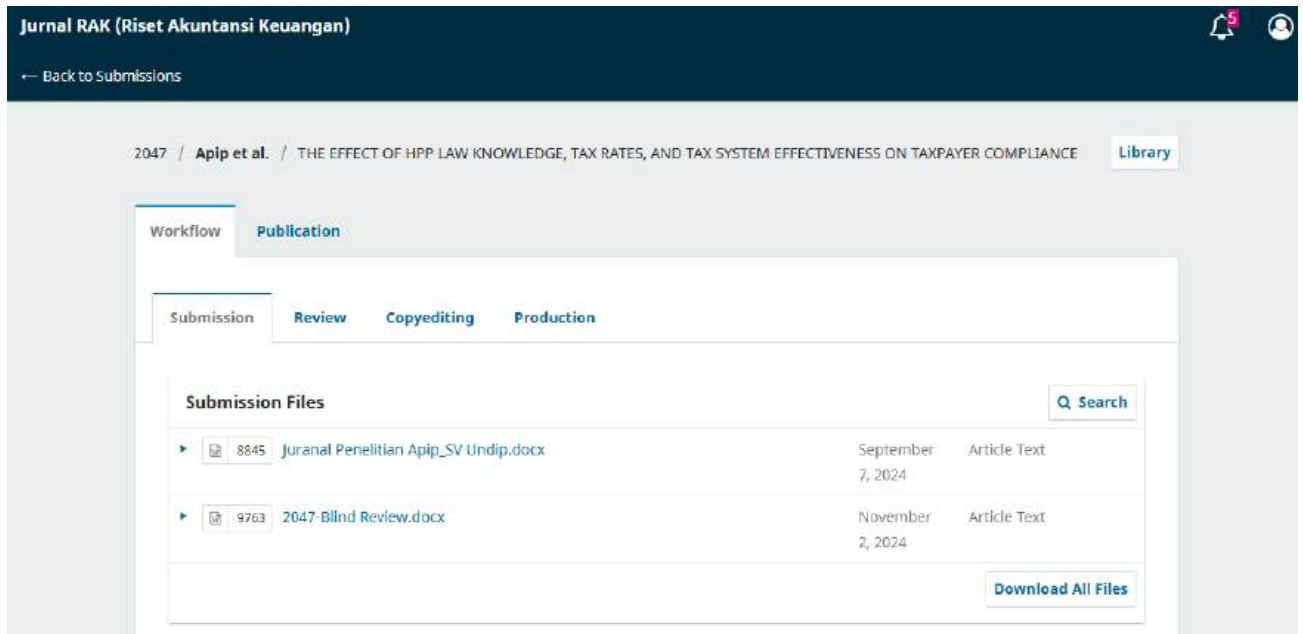 Jurnal RAK (Riset Akuntansi Keuangan)
5
← Back to Submissions
2047 / Apip et al. / THE EFFECT OF HPP LAW KNOWLEDGE, TAX RATES, AND TAX SYSTEM EFFECTIVENESS ON TAXPAYER COMPLIANCE
Library
Workflow Publication
Submission Review Copyediting Production
Submission Files
Search
8845 Juranal Penelitian Apip_SV Undip.docx September 7, 2024 Article Text
9763 2047-Blind Review.docx November 2, 2024 Article Text
Download All Files